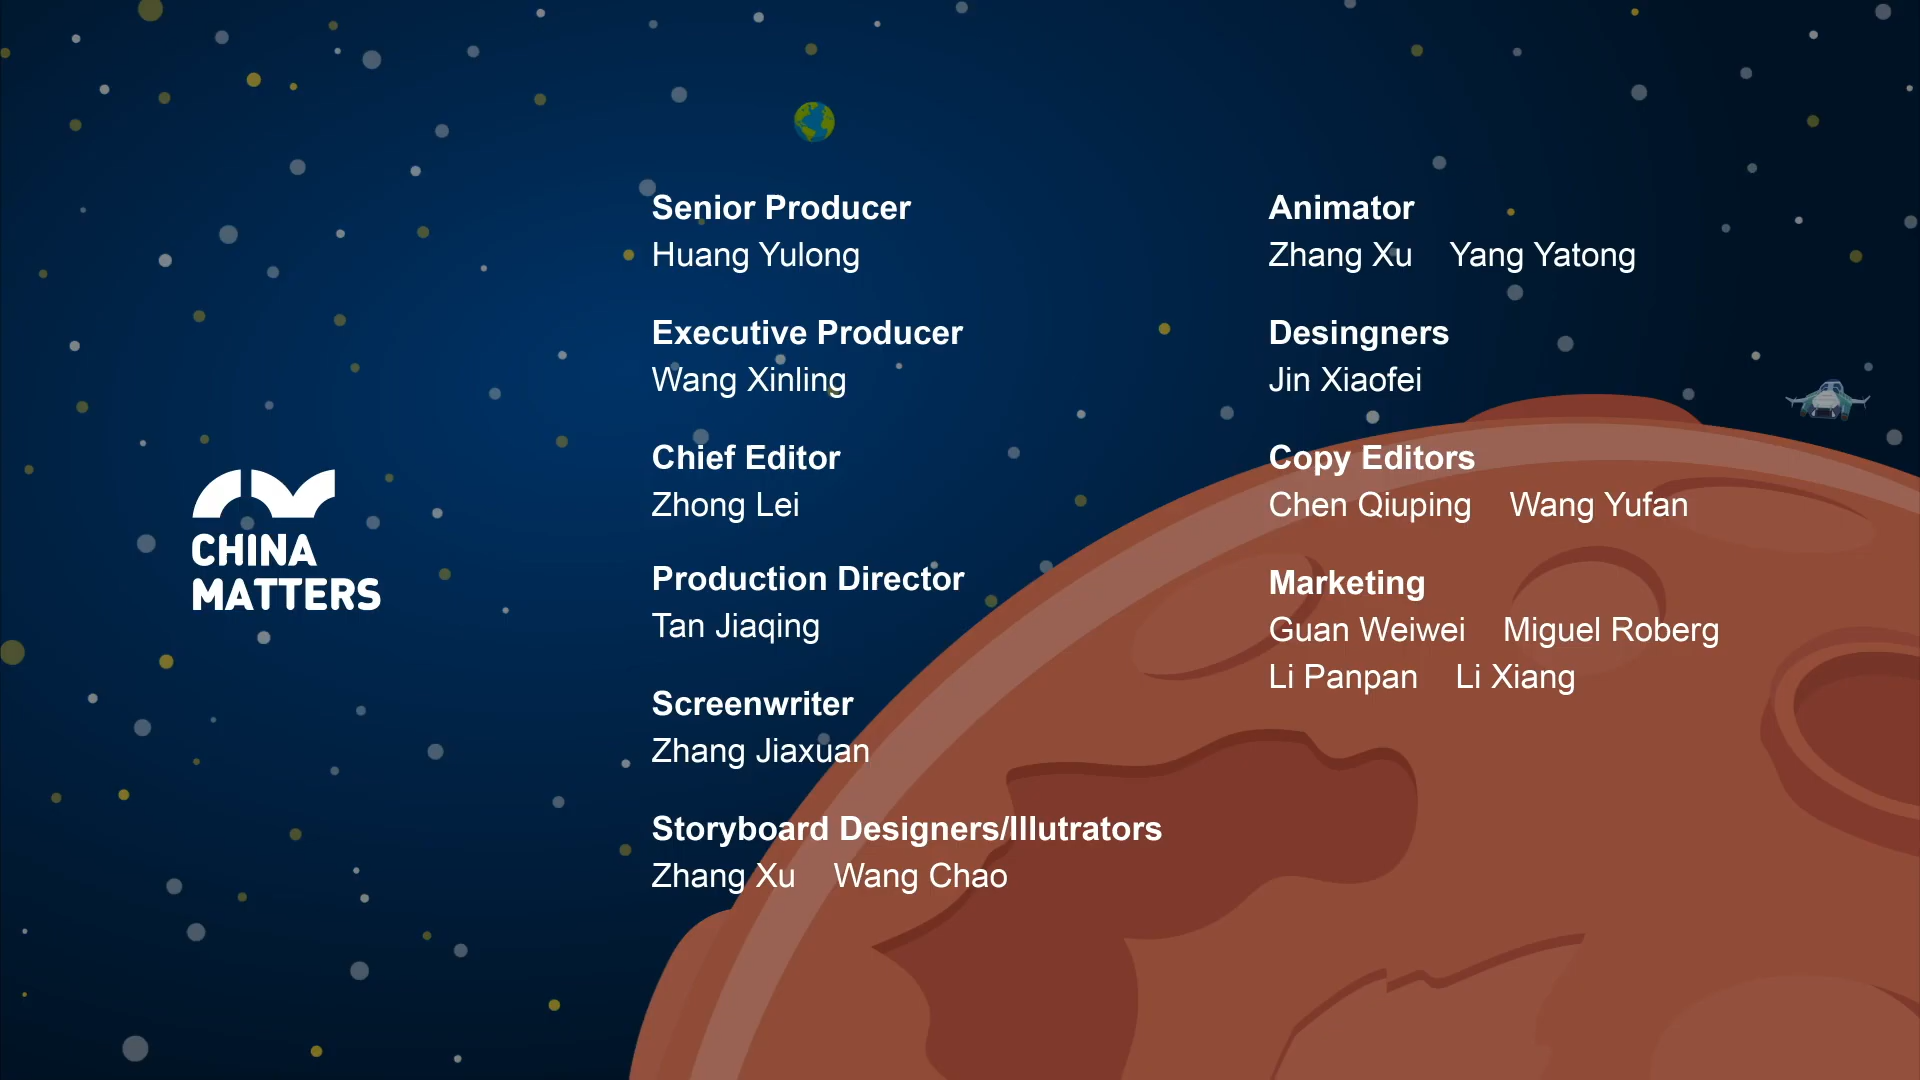 CHINA
MATTERS
Senior Producer
Huang Yulong
Executive Producer
Wang Xinling
Chief Editor
Zhong Lei
Production Director
Tan Jiaqing
Screenwriter
Zhang Jiaxuan
Storyboard Designers/Illutrators
Zhang Xu Wang Chao
Animator
Zhang Xu Yang Yatong
Desingners
Jin Xiaofei
Copy Editors
Chen Qiuping Wang Yufan
Marketing
Guan Weiwei Miguel Roberg
Li Panpan Li Xiang